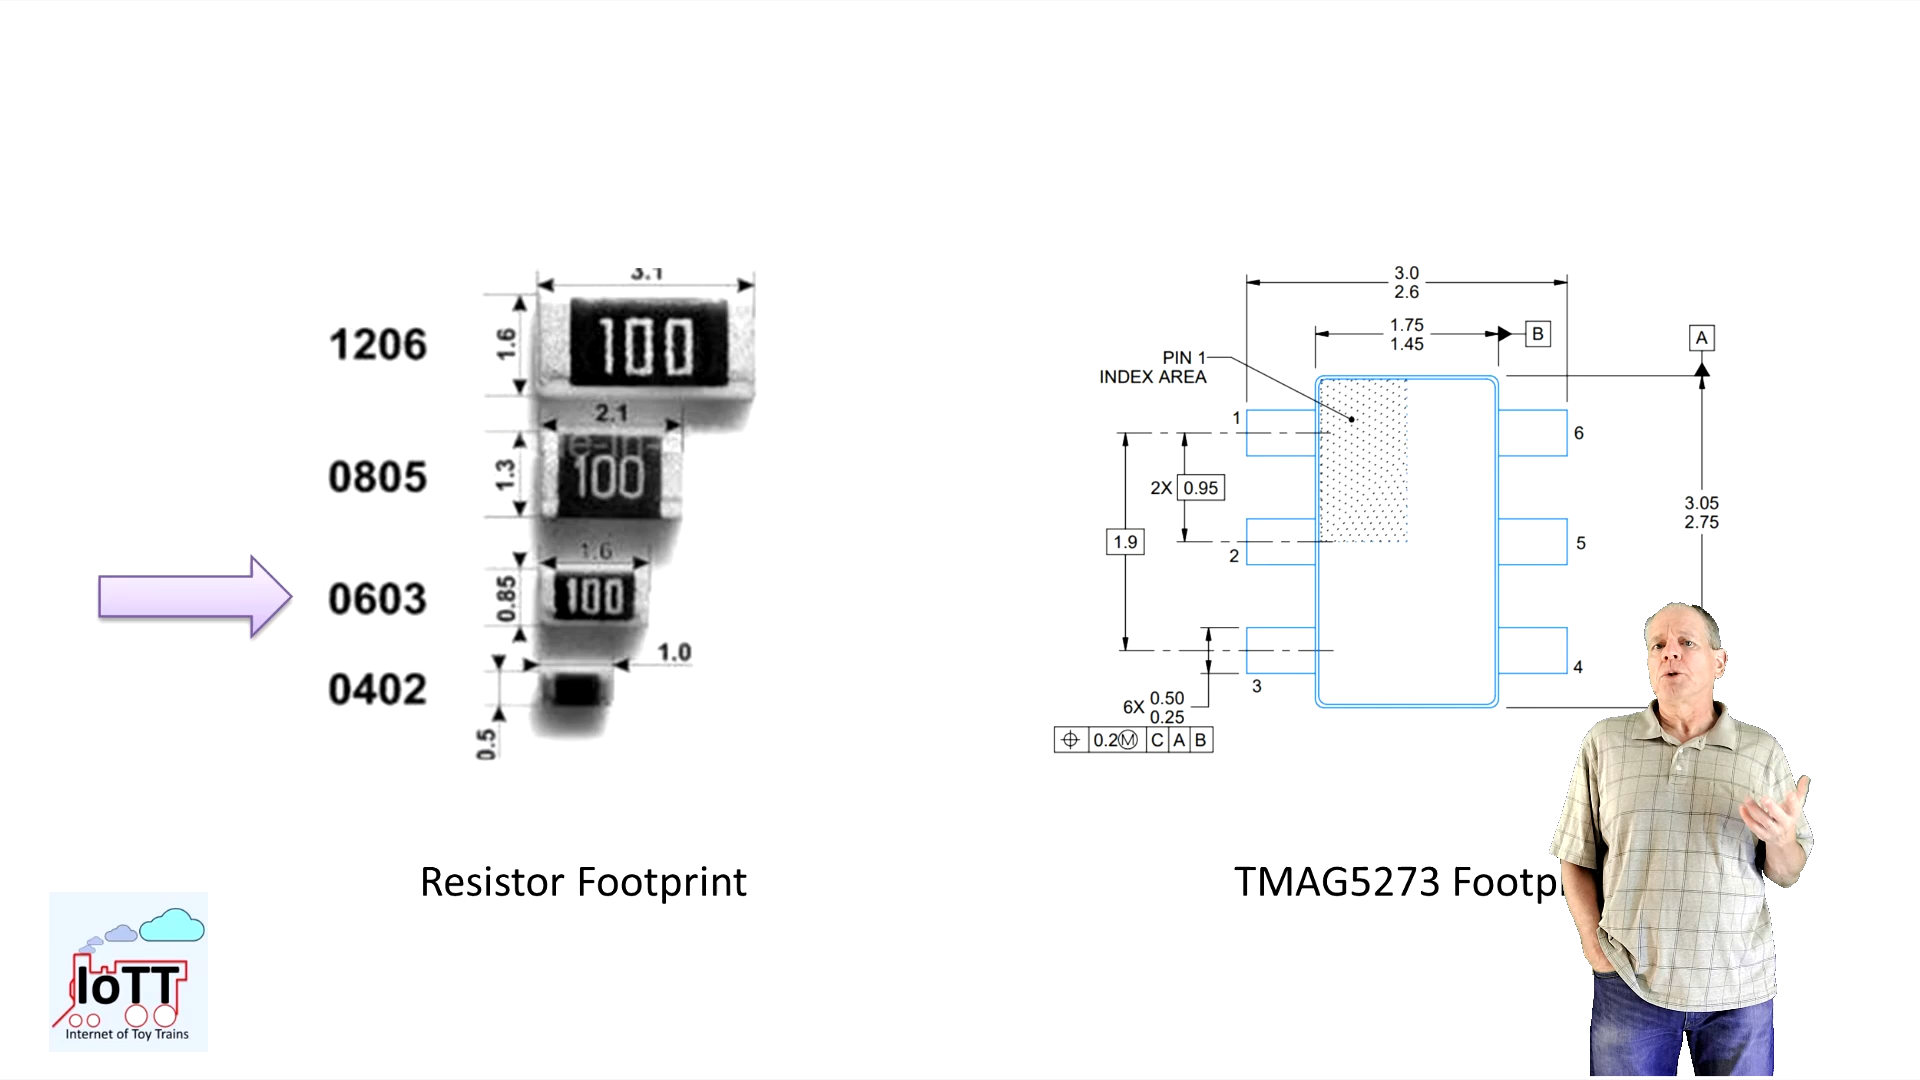 3.1
1206
1.6
100
2.1
0805
1.3
100
1.6
0603
0.85
100
1.0
0402
0.5
Resistor Footprint
3.0
2.6
1.75
1.45
B
A
PIN 1
INDEX AREA
1
6
2X 0.95
3.05
2.75
1.9
2
5
3
4
6X 0.50
0.25
0.2Ⓜ C A B
TMAG5273 Footp
IoTT
Internet of Toy Trains